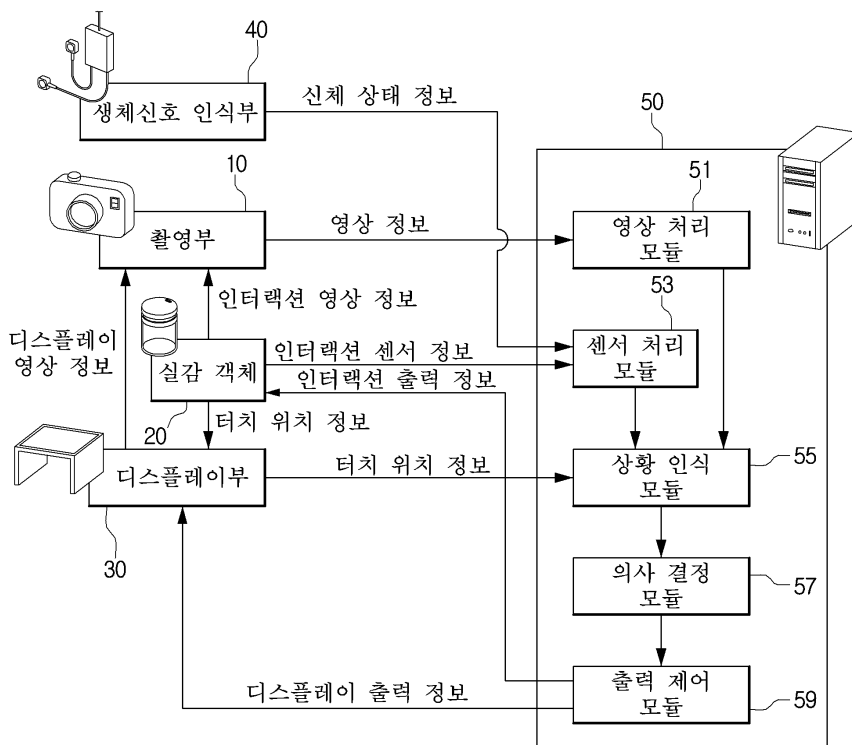 40
생체신호 인식부
신체 상태 정보
50
10
촬영부
영상 정보
51
영상 처리
모듈
인터랙션 영상 정보
디스플레이
영상 정보
53
센서 처리
모듈
인터랙션 센서 정보
실감 객체
인터랙션 출력 정보
20
터치 위치 정보
디스플레이부
터치 위치 정보
30
상황 인식
모듈
55
의사 결정
모듈
57
디스플레이 출력 정보
출력 제어
모듈
59